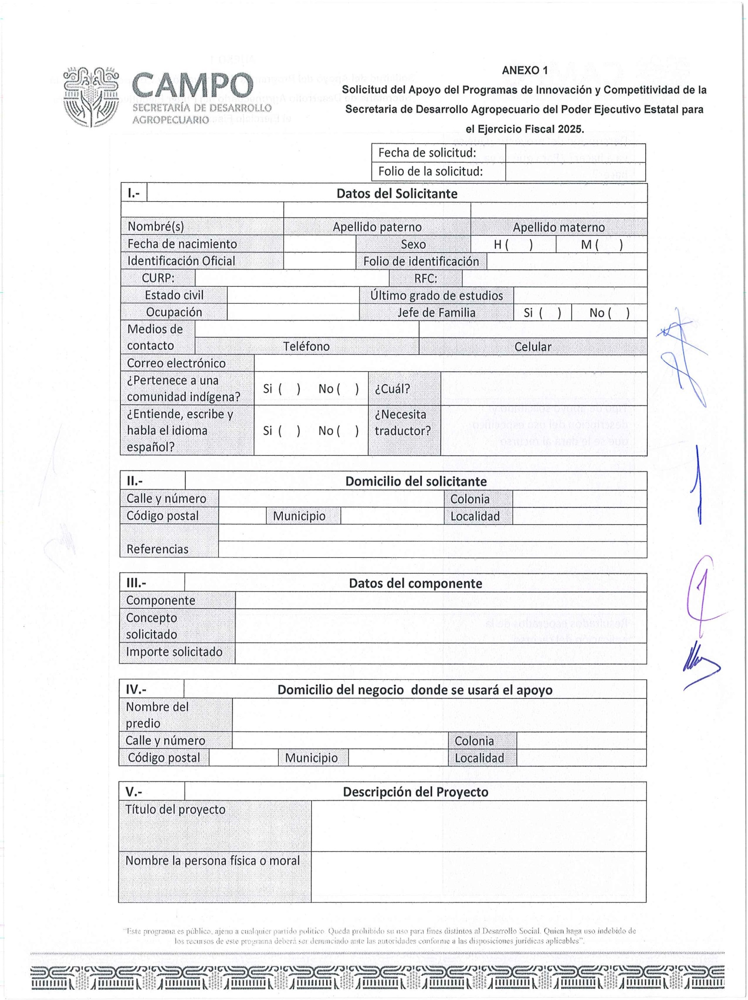 CAMPO
SECRETARÍA DE DESARROLLO
AGROPECUARIO
ANEXO 1
Solicitud del Apoyo del Programas de Innovación y Competitividad de la
Secretaria de Desarrollo Agropecuario del Poder Ejecutivo Estatal para
el Ejercicio Fiscal 2025.
Fecha de solicitud:
Folio de la solicitud:
I.- Datos del Solicitante
Nombré(s) Apellido paterno Apellido materno
Fecha de nacimiento Sexo H ( ) M ( )
Identificación Oficial Folio de identificación
CURP: RFC:
Estado civil Último grado de estudios
Ocupación Jefe de Familia Si ( ) No ( )
Medios de
contacto Teléfono Celular
Correo electrónico
¿Pertenece a una
comunidad indígena? Si ( ) No ( ) ¿Cuál?
¿Entiende, escribe y
habla el idioma
español? Si ( ) No ( ) ¿Necesita
traductor?
II.- Domicilio del solicitante
Calle y número Colonia
Código postal Municipio Localidad
Referencias
III.- Datos del componente
Componente
Concepto
solicitado
Importe solicitado
IV.- Domicilio del negocio donde se usará el apoyo
Nombre del
predio
Calle y número Colonia
Código postal Municipio Localidad
V.- Descripción del Proyecto
Título del proyecto
Nombre la persona física o moral
"Este programa es público, ajeno a cualquier partido político. Queda prohibido su uso para fines distintos al Desarrollo Social. Quien haga uso indebido de
los recursos de este programa deberá ser denunciado ante las autoridades conforme a las disposiciones jurídicas aplicables".